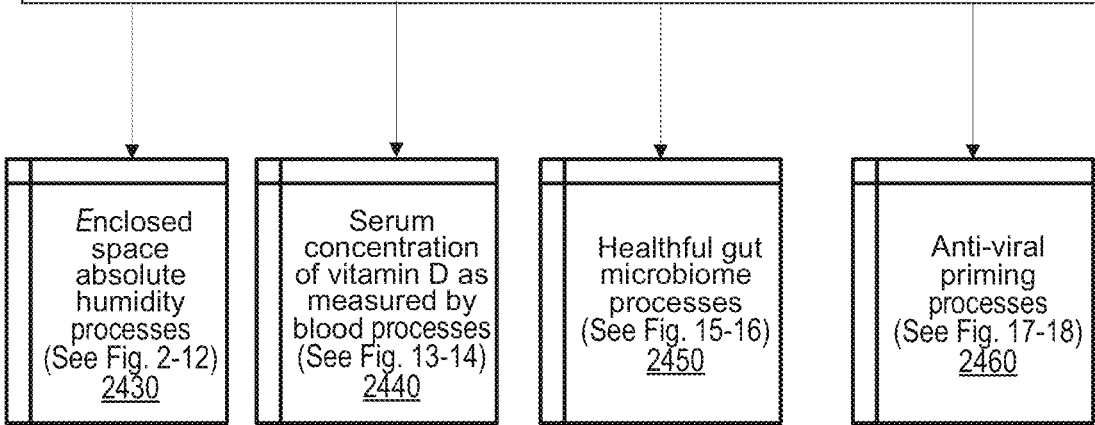 Enclosed
space
absolute
humidity
processes
(See Fig. 2-12)
2430
Serum
concentration
of vitamin D as
measured by
blood processes
(See Fig. 13-14)
2440
Healthful gut
microbiome
processes
(See Fig. 15-16)
2450
Anti-viral
priming
processes
(See Fig. 17-18)
2460